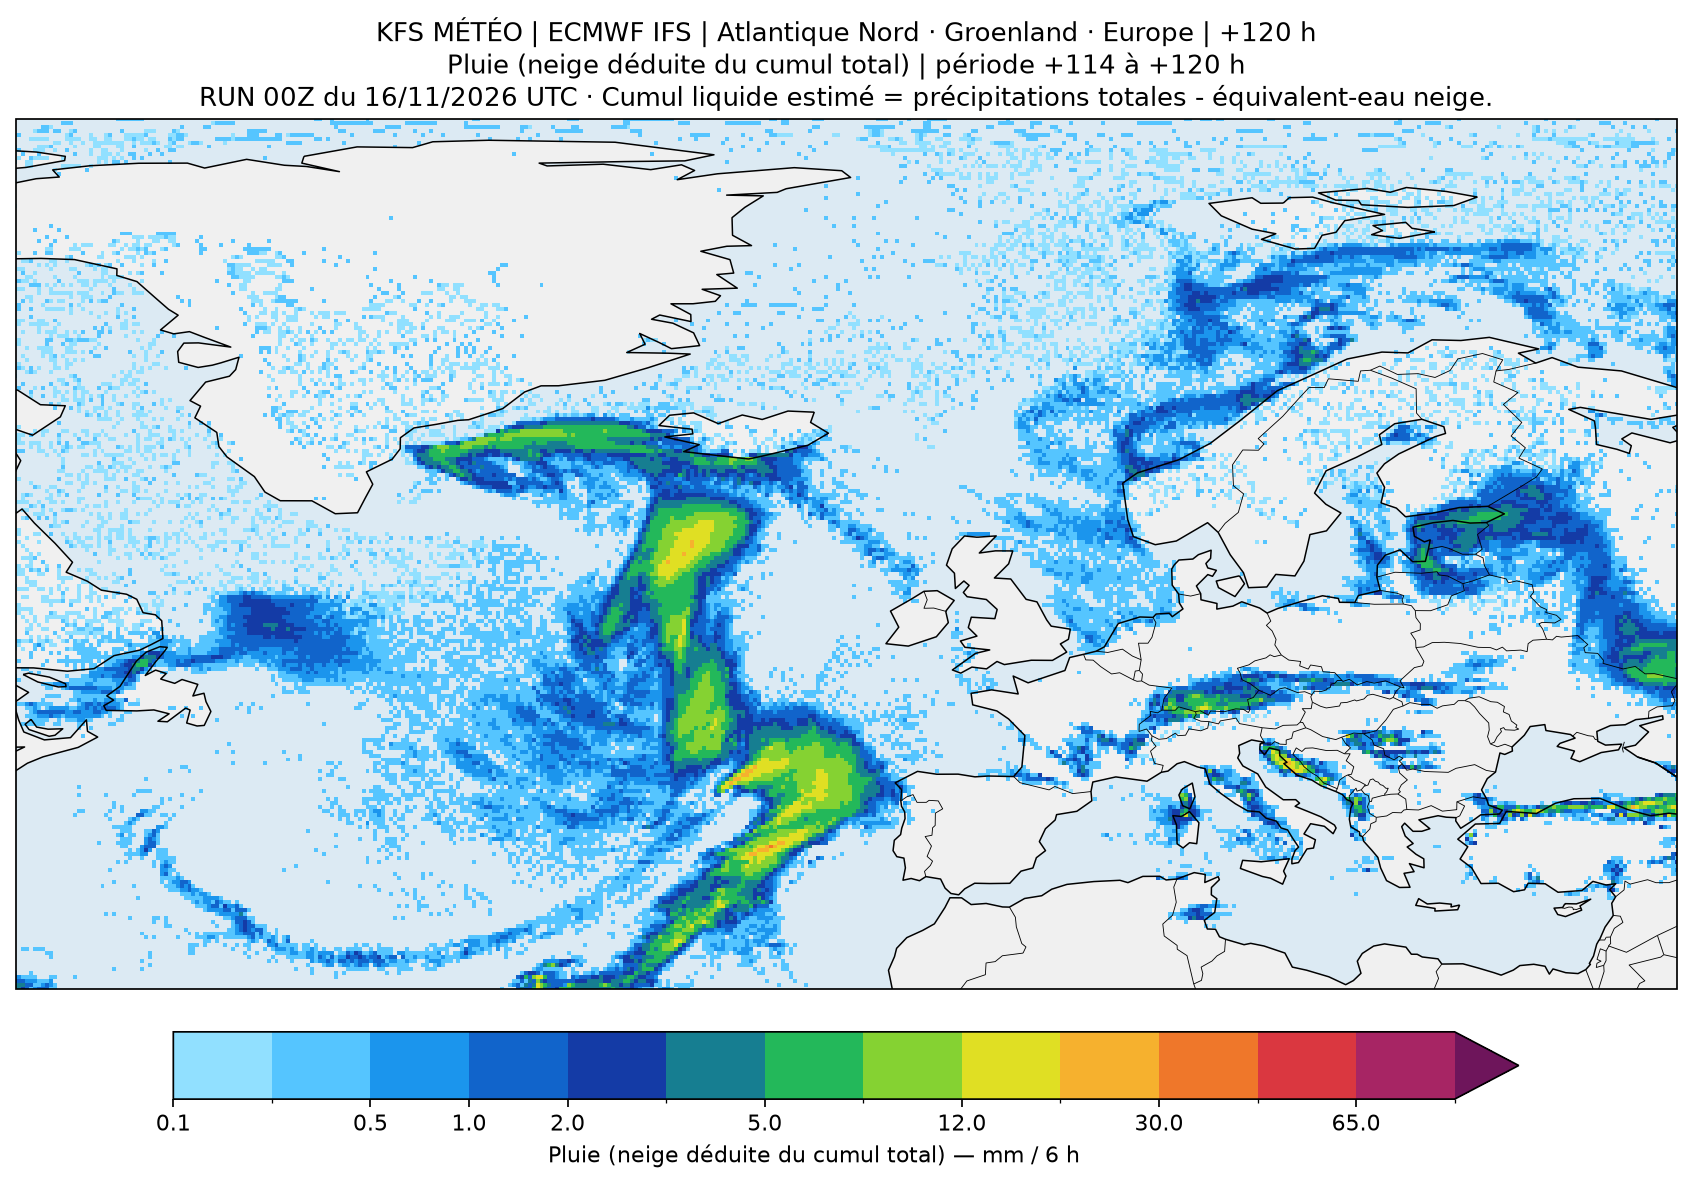 KFS MÉTÉO | ECMWF IFS | Atlantique Nord · Groenland · Europe | +120 h
Pluie (neige déduite du cumul total) | période +114 à +120 h
RUN 00Z du 16/11/2026 UTC · Cumul liquide estimé = précipitations totales - équivalent-eau neige.
0.1 0.5 1.0 2.0 5.0 12.0 30.0 65.0
Pluie (neige déduite du cumul total) — mm / 6 h